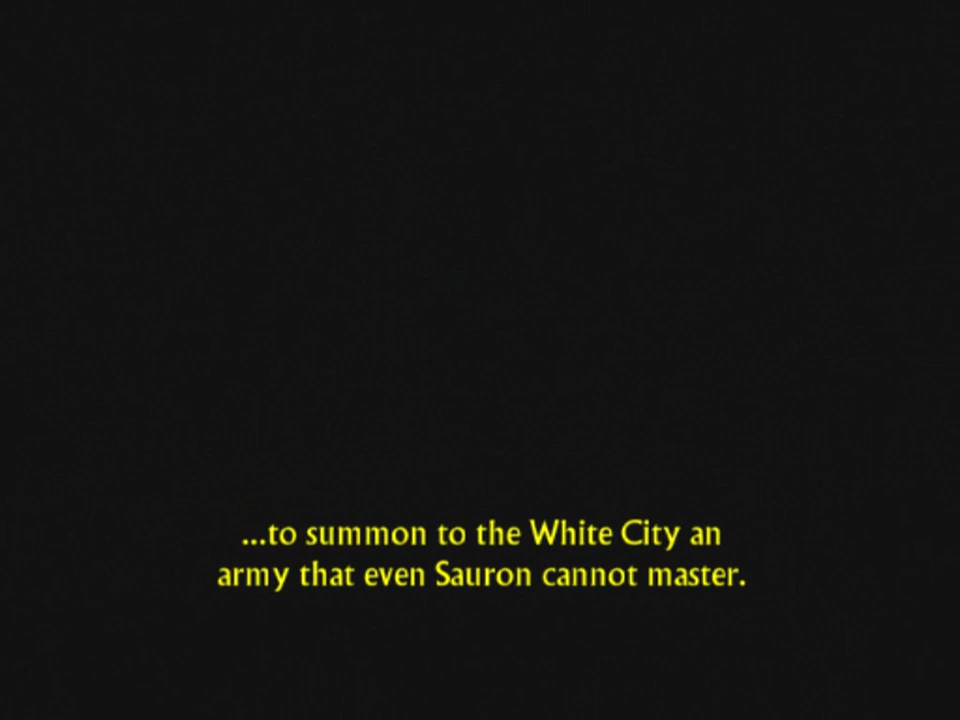 ...to summon to the White City an
army that even Sauron cannot master.